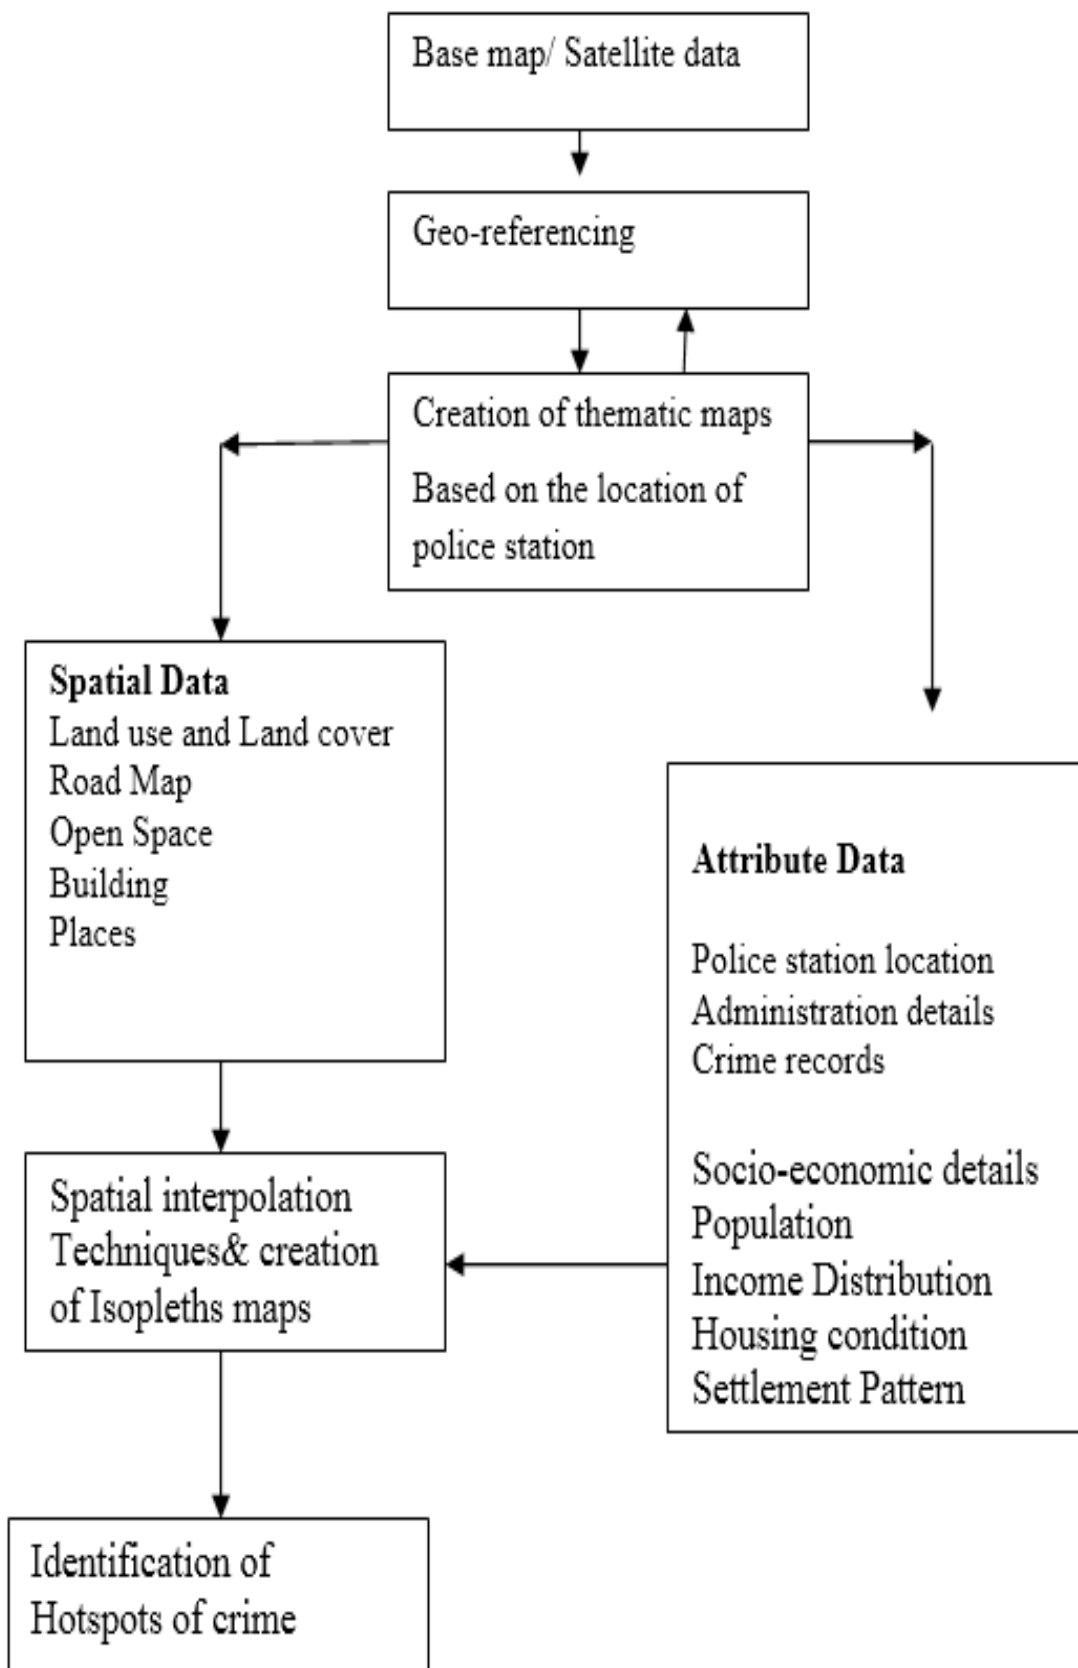 Base map/ Satellite data
Geo-referencing
Creation of thematic maps
Based on the location of
police station
Spatial Data
Land use and Land cover
Road Map
Open Space
Building
Places
Attribute Data
Police station location
Administration details
Crime records
Socio-economic details
Population
Income Distribution
Housing condition
Settlement Pattern
Spatial interpolation
Techniques& creation
of Isopleths maps
Identification of
Hotspots of crime